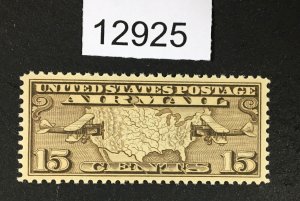 12925
UNITED STATES POSTAGE
AIR MAIL
15 15
CENTS